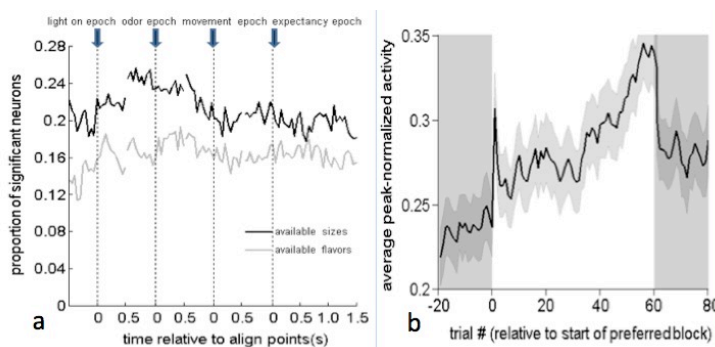 light on epoch odor epoch movement epoch expectancy epoch
a
proportion of significant neurons
0.28
0.24
0.2
0.16
0.12
0.08
0.04
0
available sizes
available flavors
0 0.5 0 0.5 0 0.5 0 0.5 1.0 1.5
time relative to align points(s)
average peak-normalized activity
0.35
0.3
0.25
0.2
-20 0 20 40 60 80
b
trial # (relative to start of preferred block)